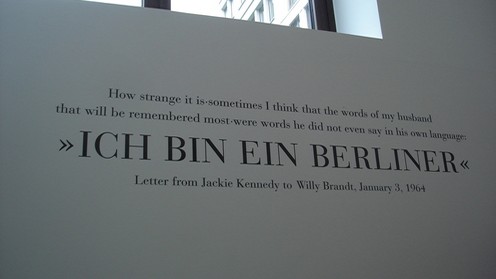 How strange it is-sometimes I think that the words of my husband
that will be remembered most-were words he did not even say in his own language:
»ICH BIN EIN BERLINER«
Letter from Jackie Kennedy to Willy Brandt, January 3, 1964